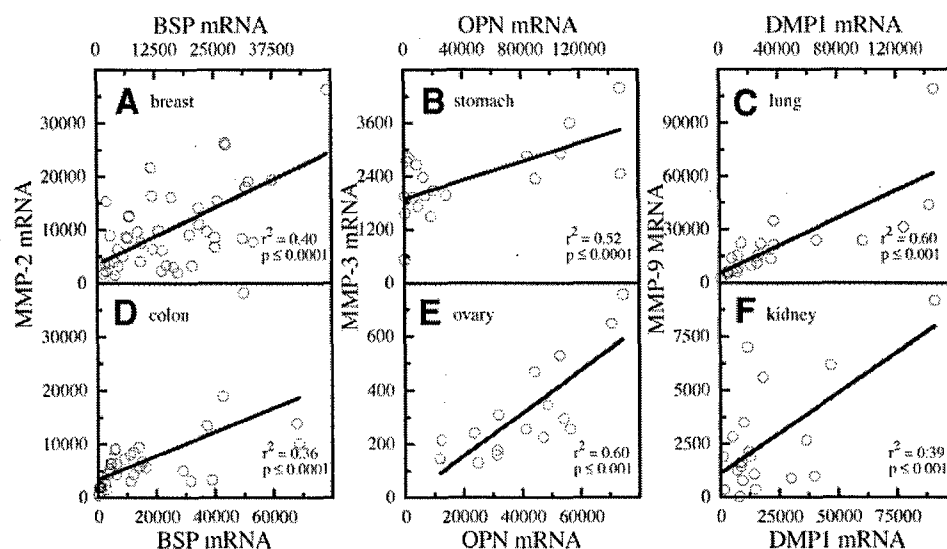 BSP mRNA
0 12500 25000 37500
OPN mRNA
0 40000 80000 120000
DMP1 mRNA
0 40000 80000 120000
MMP-2 mRNA
30000
20000
10000
0
A breast
r² = 0.40
p ≤ 0.0001
MMP-3 mRNA
3600
2400
1200
0
B stomach
r² = 0.52
p ≤ 0.0001
MMP-9 MRNA
90000
60000
30000
0
C lung
r² = 0.60
p ≤ 0.001
30000
20000
10000
0
D colon
r² = 0.36
p ≤ 0.0001
600
400
200
0
E ovary
r² = 0.60
p ≤ 0.001
7500
5000
2500
0
F kidney
r² = 0.39
p ≤ 0.001
0 20000 40000 60000
BSP mRNA
0 20000 40000 60000
OPN mRNA
0 25000 50000 75000
DMP1 mRNA